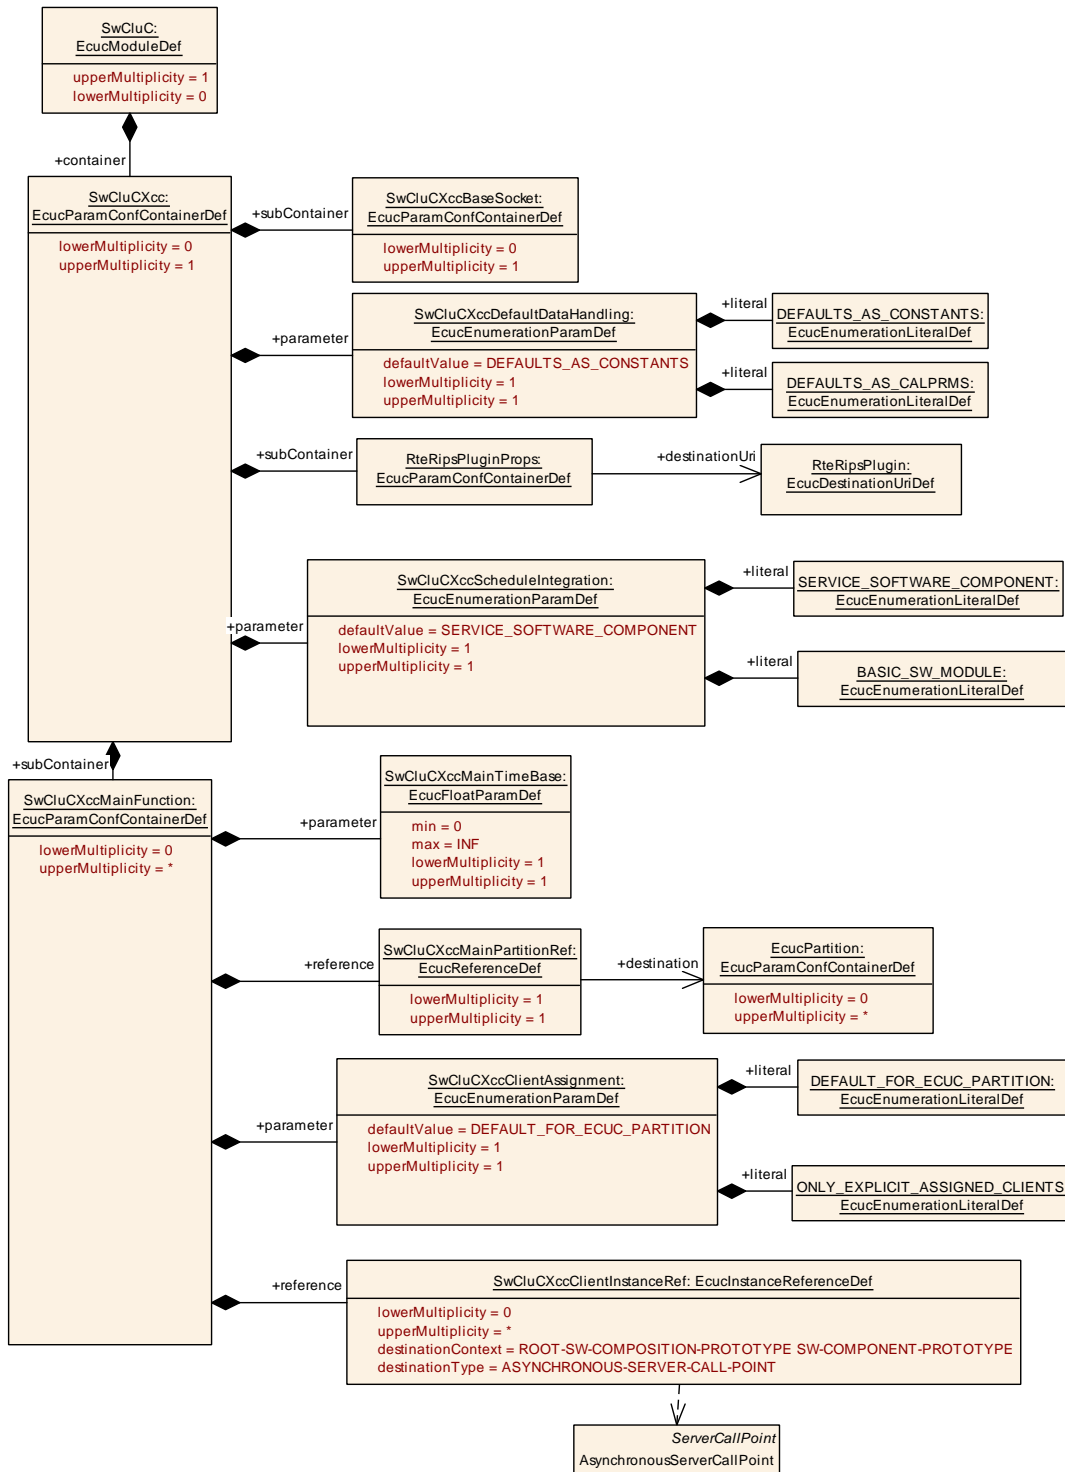 SwCluC:
EcucModuleDef
upperMultiplicity = 1
lowerMultiplicity = 0
+container
SwCluCXcc:
EcucParamConfContainerDef
lowerMultiplicity = 0
upperMultiplicity = 1
+subContainer
SwCluCXccBaseSocket:
EcucParamConfContainerDef
lowerMultiplicity = 0
upperMultiplicity = 1
+parameter
SwCluCXccDefaultDataHandling:
EcucEnumerationParamDef
defaultValue = DEFAULTS_AS_CONSTANTS
lowerMultiplicity = 1
upperMultiplicity = 1
+literal
DEFAULTS_AS_CONSTANTS:
EcucEnumerationLiteralDef
+literal
DEFAULTS_AS_CALPRMS:
EcucEnumerationLiteralDef
+subContainer
RteRipsPluginProps:
EcucParamConfContainerDef
+destinationUri
RteRipsPlugin:
EcucDestinationUriDef
+parameter
SwCluCXccScheduleIntegration:
EcucEnumerationParamDef
defaultValue = SERVICE_SOFTWARE_COMPONENT
lowerMultiplicity = 1
upperMultiplicity = 1
+literal
SERVICE_SOFTWARE_COMPONENT:
EcucEnumerationLiteralDef
+literal
BASIC_SW_MODULE:
EcucEnumerationLiteralDef
+subContainer
SwCluCXccMainFunction:
EcucParamConfContainerDef
lowerMultiplicity = 0
upperMultiplicity = *
+parameter
SwCluCXccMainTimeBase:
EcucFloatParamDef
min = 0
max = INF
lowerMultiplicity = 1
upperMultiplicity = 1
+reference
SwCluCXccMainPartitionRef:
EcucReferenceDef
lowerMultiplicity = 1
upperMultiplicity = 1
+destination
EcucPartition:
EcucParamConfContainerDef
lowerMultiplicity = 0
upperMultiplicity = *
+parameter
SwCluCXccClientAssignment:
EcucEnumerationParamDef
defaultValue = DEFAULT_FOR_ECUC_PARTITION
lowerMultiplicity = 1
upperMultiplicity = 1
+literal
DEFAULT_FOR_ECUC_PARTITION:
EcucEnumerationLiteralDef
+literal
ONLY_EXPLICIT_ASSIGNED_CLIENTS
EcucEnumerationLiteralDef
+reference
SwCluCXccClientInstanceRef: EcucInstanceReferenceDef
lowerMultiplicity = 0
upperMultiplicity = *
destinationContext = ROOT-SW-COMPOSITION-PROTOTYPE SW-COMPONENT-PROTOTYPE
destinationType = ASYNCHRONOUS-SERVER-CALL-POINT
ServerCallPoint
AsynchronousServerCallPoint